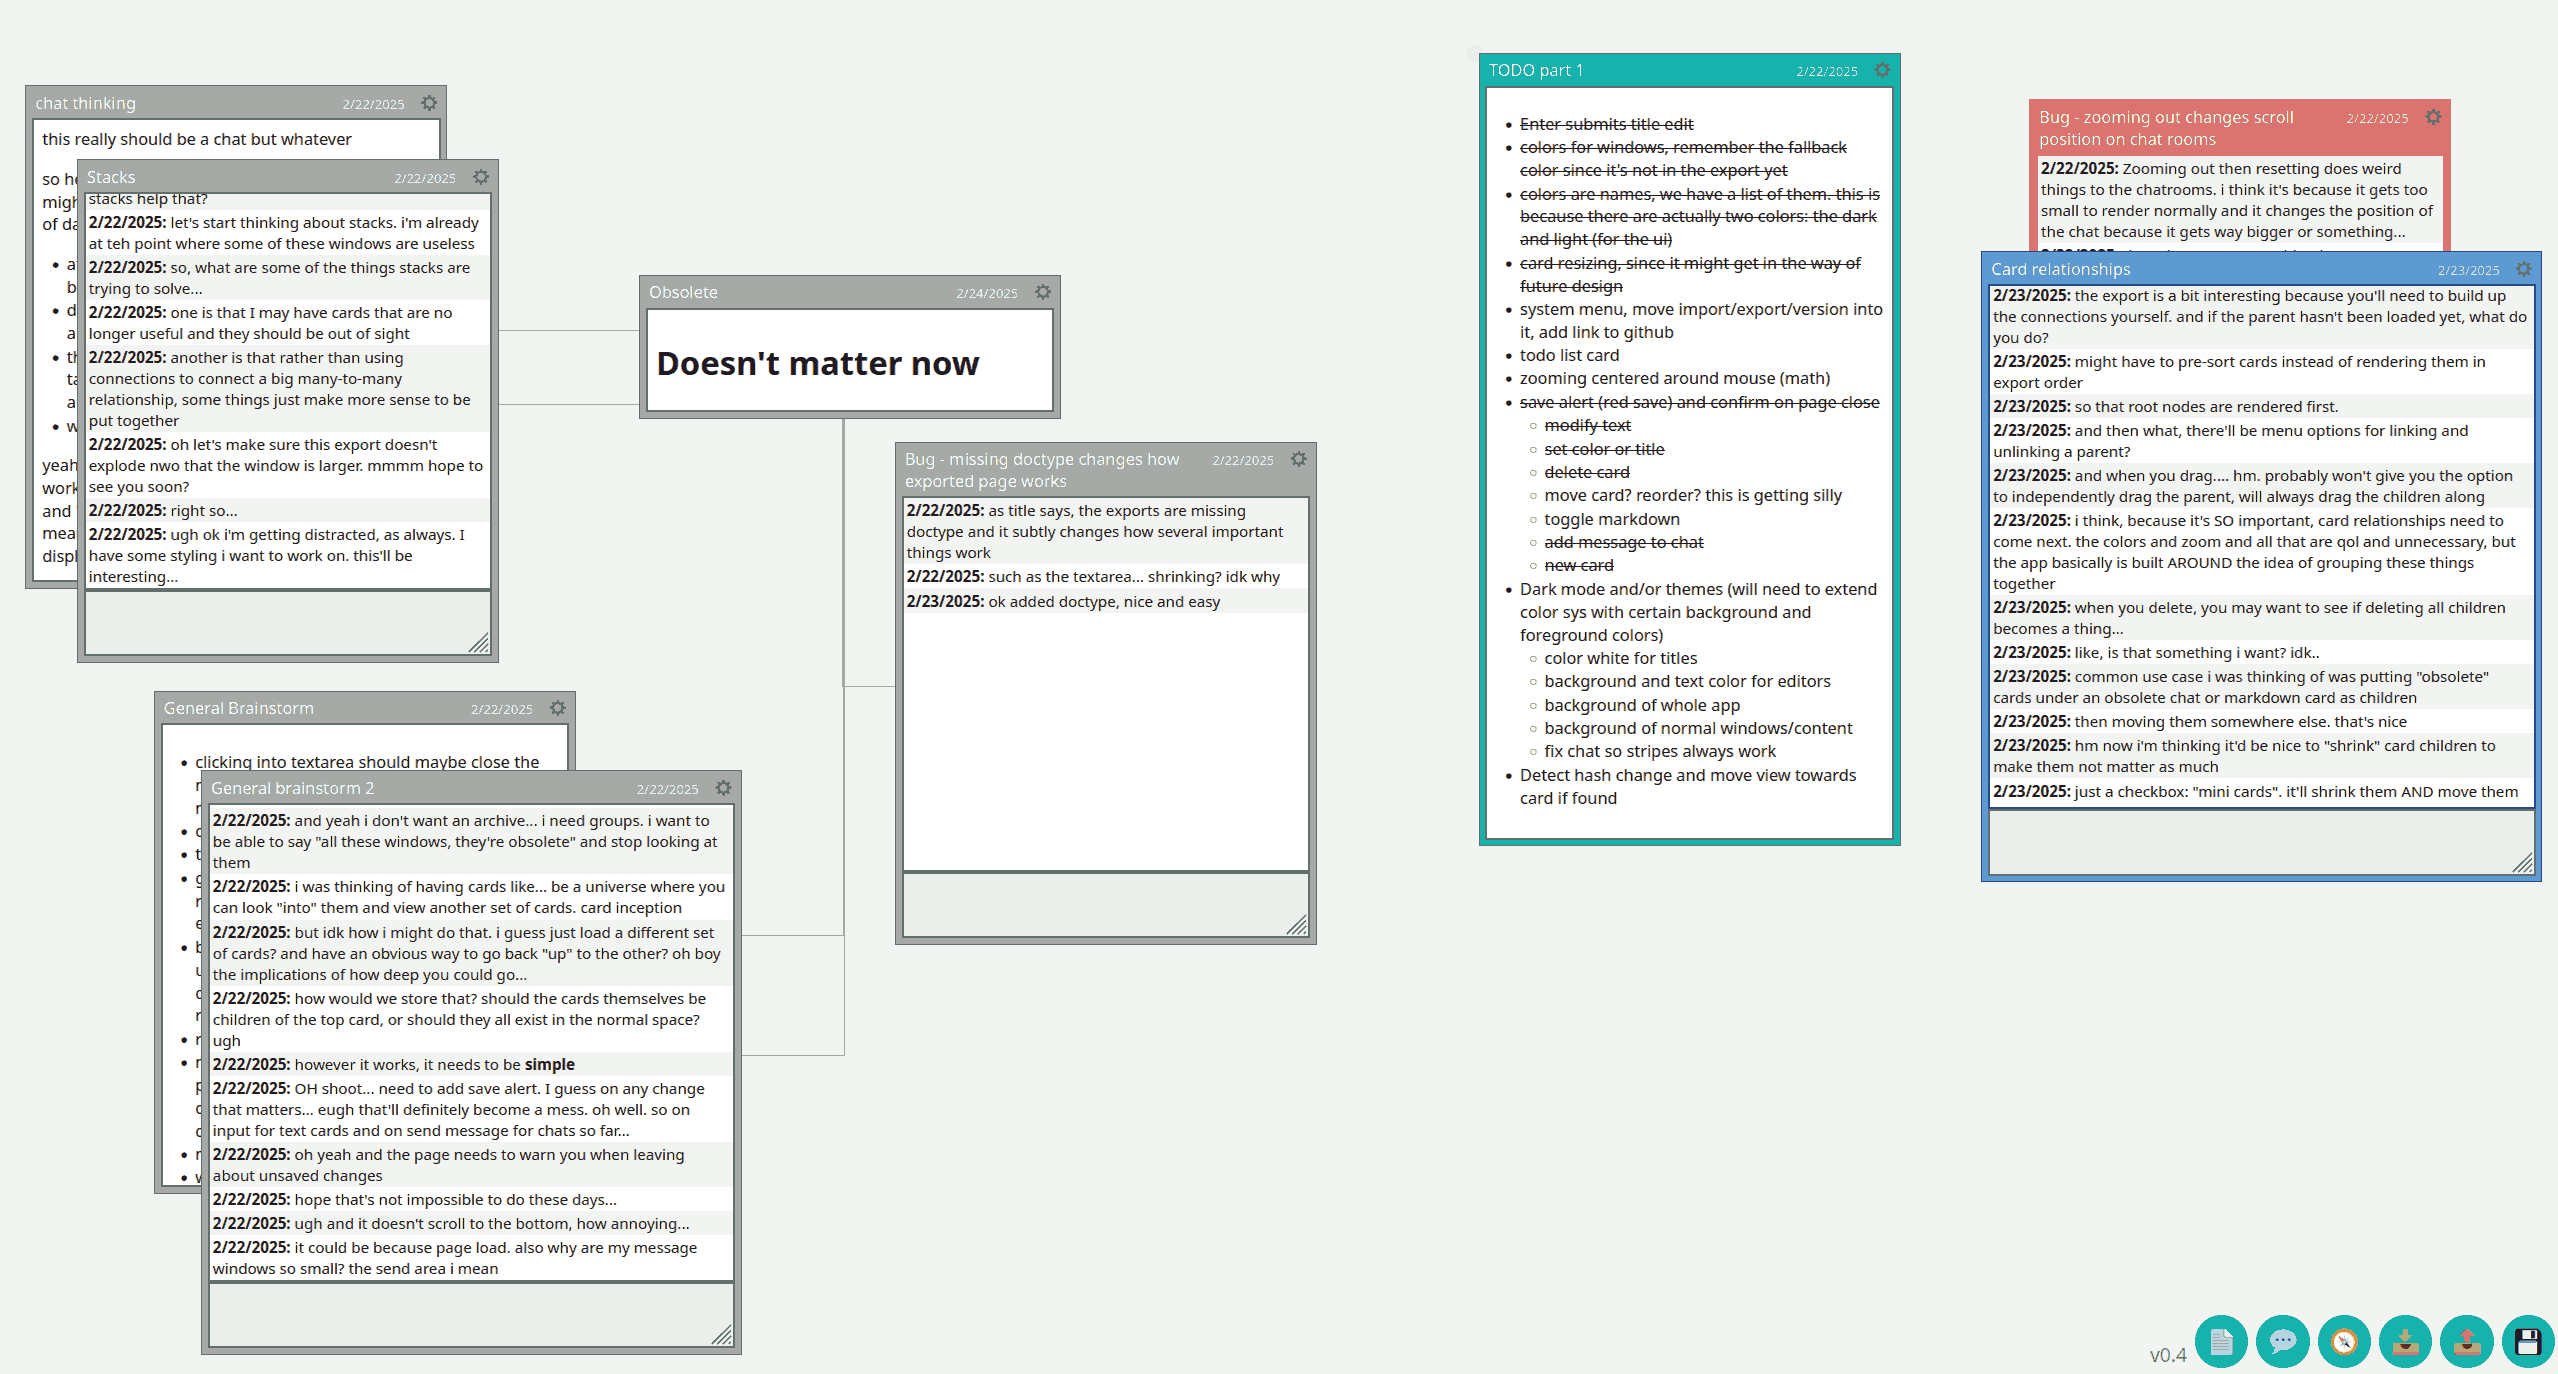 chat thinking 2/22/2025
this really should be a chat but whatever
so he
migh
of da
yeah
work
and
mear
displ
Stacks 2/22/2025
stacks help that?
2/22/2025: let's start thinking about stacks. i'm already
at teh point where some of these windows are useless
2/22/2025: so, what are some of the things stacks are
trying to solve...
2/22/2025: one is that I may have cards that are no
longer useful and they should be out of sight
2/22/2025: another is that rather than using
connections to connect a big many-to-many
relationship, some things just make more sense to be
put together
2/22/2025: oh let's make sure this export doesn't
explode nwo that the window is larger. mmmm hope to
see you soon?
2/22/2025: right so...
2/22/2025: ugh ok i'm getting distracted, as always. I
have some styling i want to work on. this'll be
interesting...
General Brainstorm 2/22/2025
• clicking into textarea should maybe close the
General brainstorm 2 2/22/2025
2/22/2025: and yeah i don't want an archive... i need groups. i want to
be able to say "all these windows, they're obsolete" and stop looking at
them
2/22/2025: i was thinking of having cards like... be a universe where you
can look "into" them and view another set of cards. card inception
2/22/2025: but idk how i might do that. i guess just load a different set
of cards? and have an obvious way to go back "up" to the other? oh boy
the implications of how deep you could go...
2/22/2025: how would we store that? should the cards themselves be
children of the top card, or should they all exist in the normal space?
ugh
2/22/2025: however it works, it needs to be simple
2/22/2025: OH shoot... need to add save alert. I guess on any change
that matters... eugh that'll definitely become a mess. oh well. so on
input for text cards and on send message for chats so far...
2/22/2025: oh yeah and the page needs to warn you when leaving
about unsaved changes
2/22/2025: hope that's not impossible to do these days...
2/22/2025: ugh and it doesn't scroll to the bottom, how annoying...
2/22/2025: it could be because page load. also why are my message
windows so small? the send area i mean
Obsolete 2/24/2025
Doesn't matter now
Bug - missing doctype changes how 2/22/2025
exported page works
2/22/2025: as title says, the exports are missing
doctype and it subtly changes how several important
things work
2/22/2025: such as the textarea... shrinking? idk why
2/23/2025: ok added doctype, nice and easy
TODO part 1 2/22/2025
• Enter submits title edit
• colors for windows, remember the fallback
color since it's not in the export yet
• colors are names, we have a list of them. this is
because there are actually two colors: the dark
and light (for the ui)
• card resizing, since it might get in the way of
future design
• system menu, move import/export/version into
it, add link to github
• todo list card
• zooming centered around mouse (math)
• save alert (red save) and confirm on page close
○ modify text
○ set color or title
○ delete card
○ move card? reorder? this is getting silly
○ toggle markdown
○ add message to chat
○ new card
• Dark mode and/or themes (will need to extend
color sys with certain background and
foreground colors)
○ color white for titles
○ background and text color for editors
○ background of whole app
○ background of normal windows/content
○ fix chat so stripes always work
• Detect hash change and move view towards
card if found
Bug - zooming out changes scroll 2/22/2025
position on chat rooms
2/22/2025: Zooming out then resetting does weird
things to the chatrooms. i think it's because it gets too
small to render normally and it changes the position of
the chat because it gets way bigger or something...
Card relationships 2/23/2025
2/23/2025: the export is a bit interesting because you'll need to build up
the connections yourself. and if the parent hasn't been loaded yet, what do
you do?
2/23/2025: might have to pre-sort cards instead of rendering them in
export order
2/23/2025: so that root nodes are rendered first.
2/23/2025: and then what, there'll be menu options for linking and
unlinking a parent?
2/23/2025: and when you drag.... hm. probably won't give you the option
to independently drag the parent, will always drag the children along
2/23/2025: i think, because it's SO important, card relationships need to
come next. the colors and zoom and all that are qol and unnecessary, but
the app basically is built AROUND the idea of grouping these things
together
2/23/2025: when you delete, you may want to see if deleting all children
becomes a thing...
2/23/2025: like, is that something i want? idk..
2/23/2025: common use case i was thinking of was putting "obsolete"
cards under an obsolete chat or markdown card as children
2/23/2025: then moving them somewhere else. that's nice
2/23/2025: hm now i'm thinking it'd be nice to "shrink" card children to
make them not matter as much
2/23/2025: just a checkbox: "mini cards". it'll shrink them AND move them
v0.4